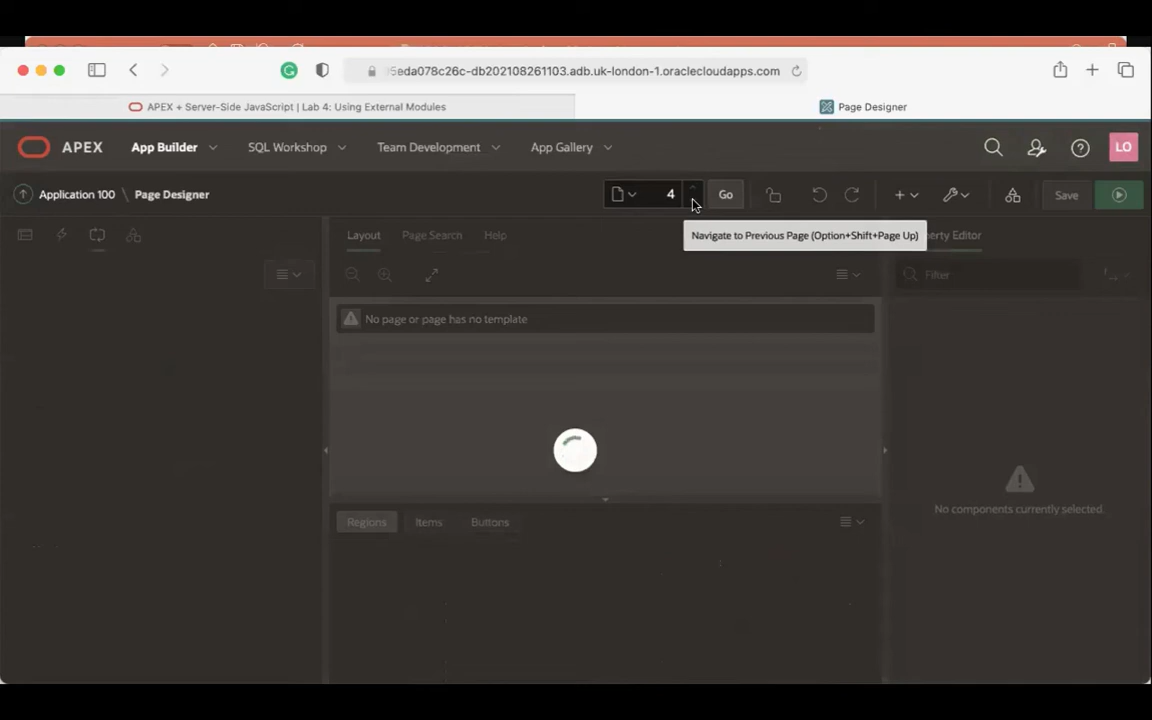 5eda078c26c-db202108261103.adb.uk-london-1.oraclecloudapps.com
APEX + Server-Side JavaScript | Lab 4: Using External Modules
Page Designer
APEX
App Builder
SQL Workshop
Team Development
App Gallery
LO
Application 100 \ Page Designer
4
Go
Save
Layout
Page Search
Help
Navigate to Previous Page (Option+Shift+Page Up)
erty Editor
Filter
No page or page has no template
No components currently selected.
Regions
Items
Buttons